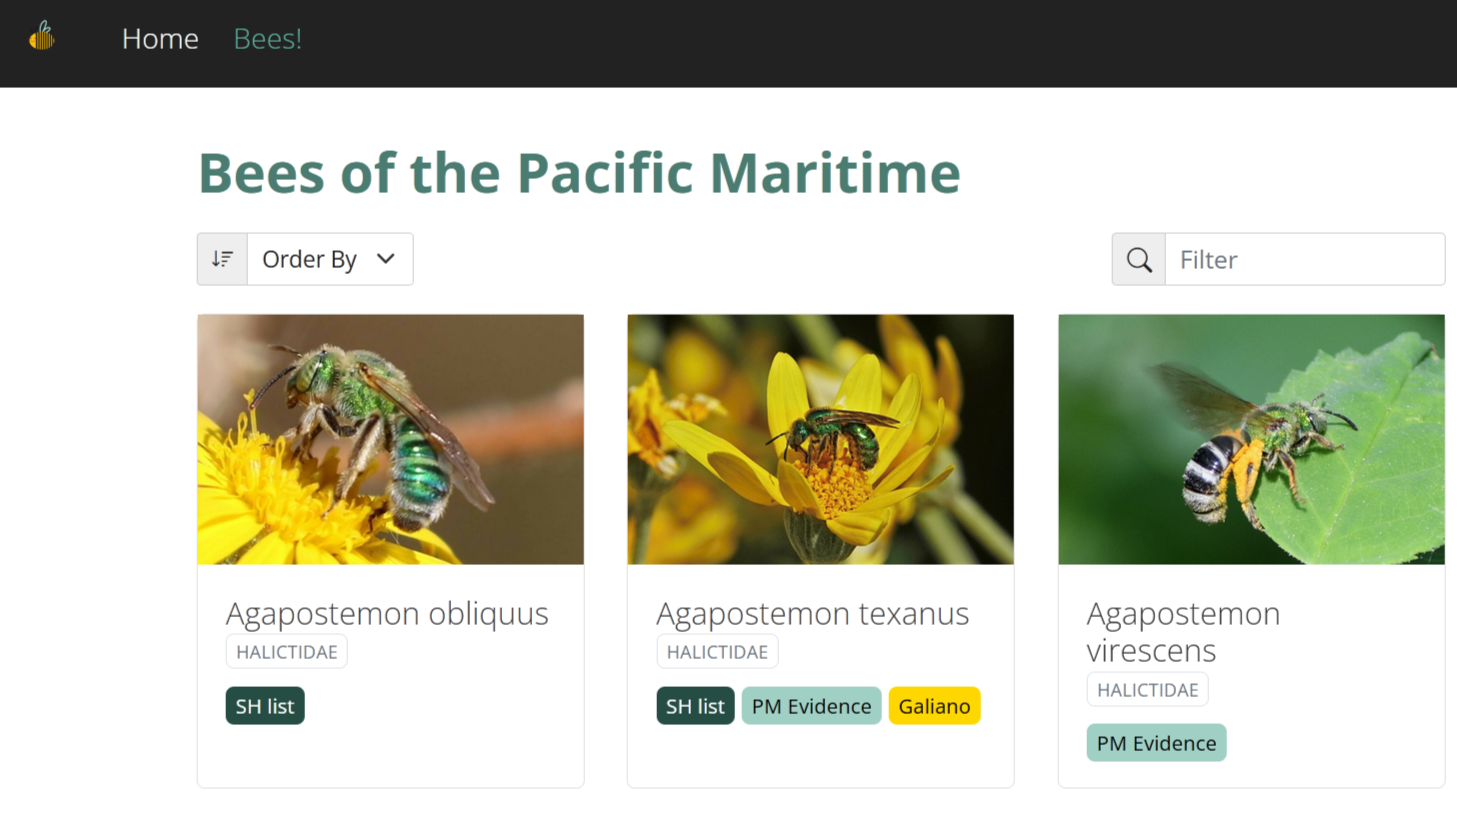 Home Bees!
Bees of the Pacific Maritime
Order By
Filter
Agapostemon obliquus
HALICTIDAE
SH list
Agapostemon texanus
HALICTIDAE
SH list PM Evidence Galiano
Agapostemon
virescens
HALICTIDAE
PM Evidence